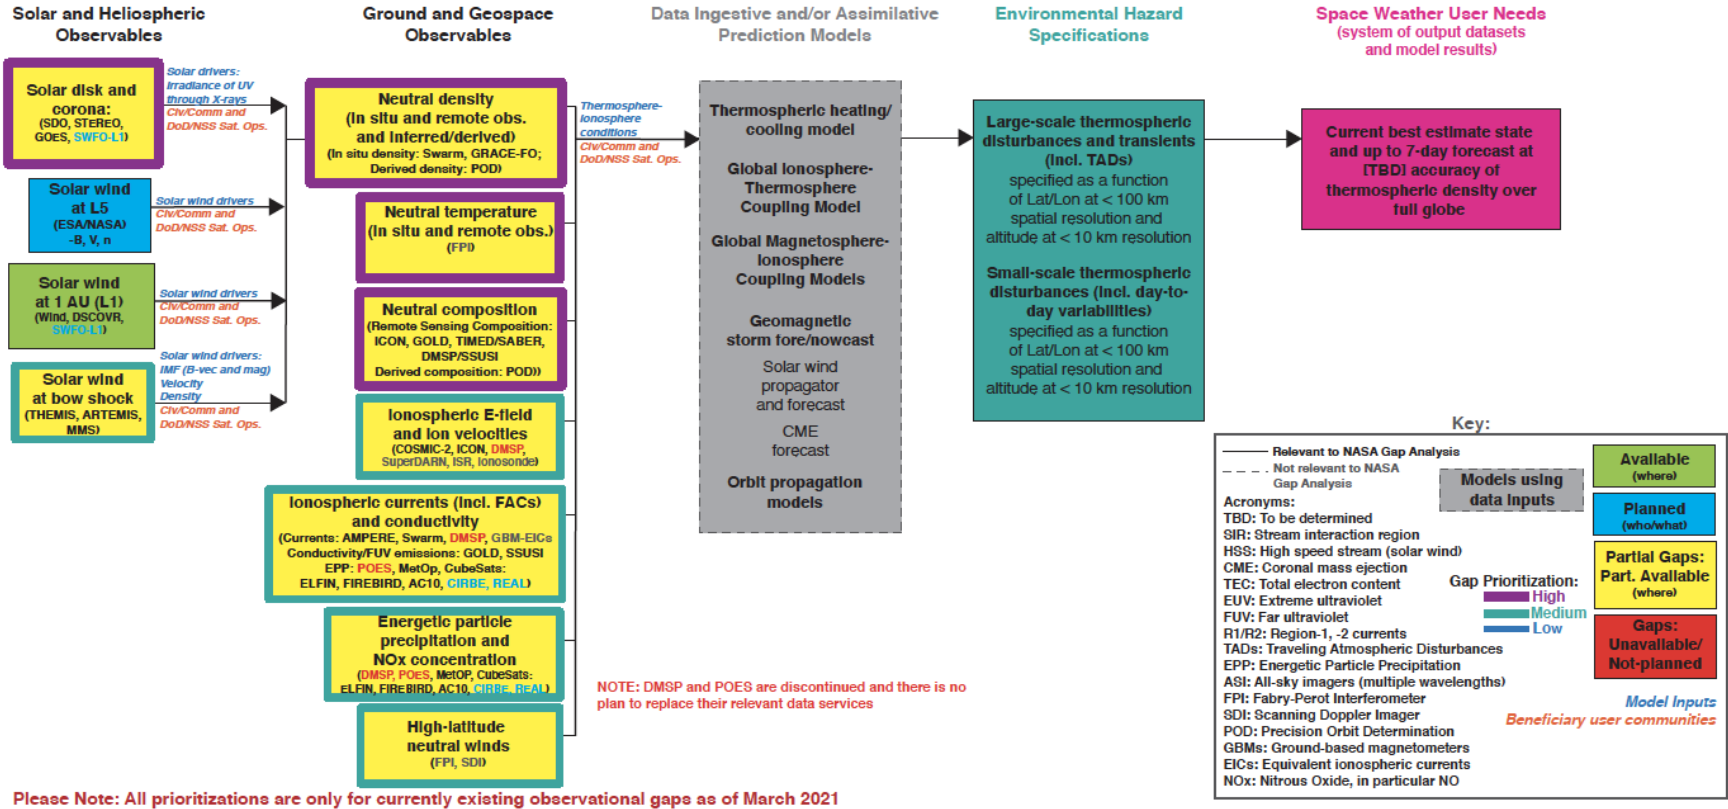 Solar and Heliospheric
Observables
Solar disk and
corona:
(SDO, STEREO,
GOES, SWFO-L1)
Solar drivers:
Irradiance of UV
through X-rays
Civ/Comm and
DoD/NSS Sat. Ops.
Solar wind
at L5
(ESA/NASA)
-B, V, n
Solar wind drivers
Civ/Comm and
DoD/NSS Sat. Ops.
Solar wind
at 1 AU (L1)
(Wind, DSCOVR,
SWFO-L1)
Solar wind drivers
Civ/Comm and
DoD/NSS Sat. Ops.
Solar wind
at bow shock
(THEMIS, ARTEMIS,
MMS)
Solar wind drivers:
IMF (B-vec and mag)
Velocity
Density
Civ/Comm and
DoD/NSS Sat. Ops.
Ground and Geospace
Observables
Neutral density
(In situ and remote obs.
and inferred/derived)
(In situ density: Swarm, GRACE-FO;
Derived density: POD)
Neutral temperature
(In situ and remote obs.)
(FPI)
Neutral composition
(Remote Sensing Composition:
ICON, GOLD, TIMED/SABER,
DMSP/SSUSI
Derived composition: POD))
Ionospheric E-field
and ion velocities
(COSMIC-2, ICON, DMSP,
SuperDARN, ISR, Ionosonde)
Ionospheric currents (incl. FACs)
and conductivity
(Currents: AMPERE, Swarm, DMSP, GBM-EICs
Conductivity/FUV emissions: GOLD, SSUSI
EPP: POES, MetOp, CubeSats:
ELFIN, FIREBIRD, AC10, CIRBE, REAL)
Energetic particle
precipitation and
NOx concentration
(DMSP, POES, MetOP, CubeSats:
ELFIN, FIREBIRD, AC10, CIRBE, REAL)
High-latitude
neutral winds
(FPI, SDI)
Thermosphere-
Ionosphere
conditions
Civ/Comm and
DoD/NSS Sat. Ops.
Data Ingestive and/or Assimilative
Prediction Models
Thermospheric heating/
cooling model
Global Ionosphere-
Thermosphere
Coupling Model
Global Magnetosphere-
Ionosphere
Coupling Models
Geomagnetic
storm fore/nowcast
Solar wind
propagator
and forecast
CME
forecast
Orbit propagation
models
Environmental Hazard
Specifications
Large-scale thermospheric
disturbances and transients
(incl. TADs)
specified as a function
of Lat/Lon at < 100 km
spatial resolution and
altitude at < 10 km resolution
Small-scale thermospheric
disturbances (incl. day-to-
day variabilities)
specified as a function
of Lat/Lon at < 100 km
spatial resolution and
altitude at < 10 km resolution
Space Weather User Needs
(system of output datasets
and model results)
Current best estimate state
and up to 7-day forecast at
[TBD] accuracy of
thermospheric density over
full globe
NOTE: DMSP and POES are discontinued and there is no
plan to replace their relevant data services
Key:
Relevant to NASA Gap Analysis
Not relevant to NASA
Gap Analysis
Acronyms:
TBD: To be determined
SIR: Stream interaction region
HSS: High speed stream (solar wind)
CME: Coronal mass ejection
TEC: Total electron content
EUV: Extreme ultraviolet
FUV: Far ultraviolet
R1/R2: Region-1, -2 currents
TADs: Traveling Atmospheric Disturbances
EPP: Energetic Particle Precipitation
ASI: All-sky imagers (multiple wavelengths)
FPI: Fabry-Perot Interferometer
SDI: Scanning Doppler Imager
POD: Precision Orbit Determination
GBMs: Ground-based magnetometers
EICs: Equivalent ionospheric currents
NOx: Nitrous Oxide, in particular NO
Models using
data inputs
Gap Prioritization:
High
Medium
Low
Available
(where)
Planned
(who/what)
Partial Gaps:
Part. Available
(where)
Gaps:
Unavailable/
Not-planned
Model Inputs
Beneficiary user communities
Please Note: All prioritizations are only for currently existing observational gaps as of March 2021